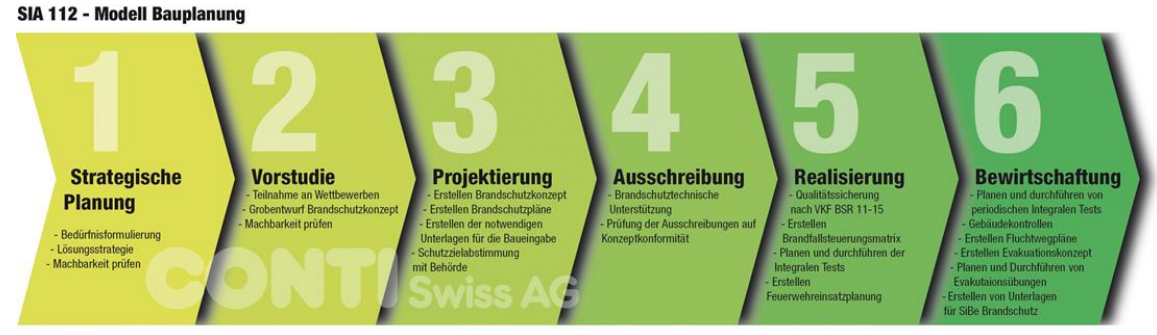 SIA 112 - Modell Bauplanung
1
Strategische
Planung
- Bedürfnisformulierung
- Lösungsstrategie
- Machbarkeit prüfen
2
Vorstudie
- Teilnahme an Wettbewerben
- Grobentwurf Brandschutzkonzept
- Machbarkeit prüfen
3
Projektierung
- Erstellen Brandschutzkonzept
- Erstellen Brandschutzpläne
- Erstellen der notwendigen
Unterlagen für die Baueingabe
- Schutzzielabstimmung
mit Behörde
4
Ausschreibung
- Brandschutztechnische
Unterstützung
- Prüfung der Ausschreibungen auf
Konzeptkonformität
5
Realisierung
- Qualitätssicherung
nach VKF BSR 11-15
- Erstellen
Brandfallsteuerungsmatrix
- Planen und durchführen der
Integralen Tests
- Erstellen
Feuerwehreinsatzplanung
6
Bewirtschaftung
- Planen und durchführen von
periodischen Integralen Tests
- Gebäudekontrollen
- Erstellen Fluchtwegpläne
- Erstellen Evakuationskonzept
- Planen und Durchführen von
Evakutaionsübungen
- Erstellen von Unterlagen
für SiBe Brandschutz
CONTI Swiss AG